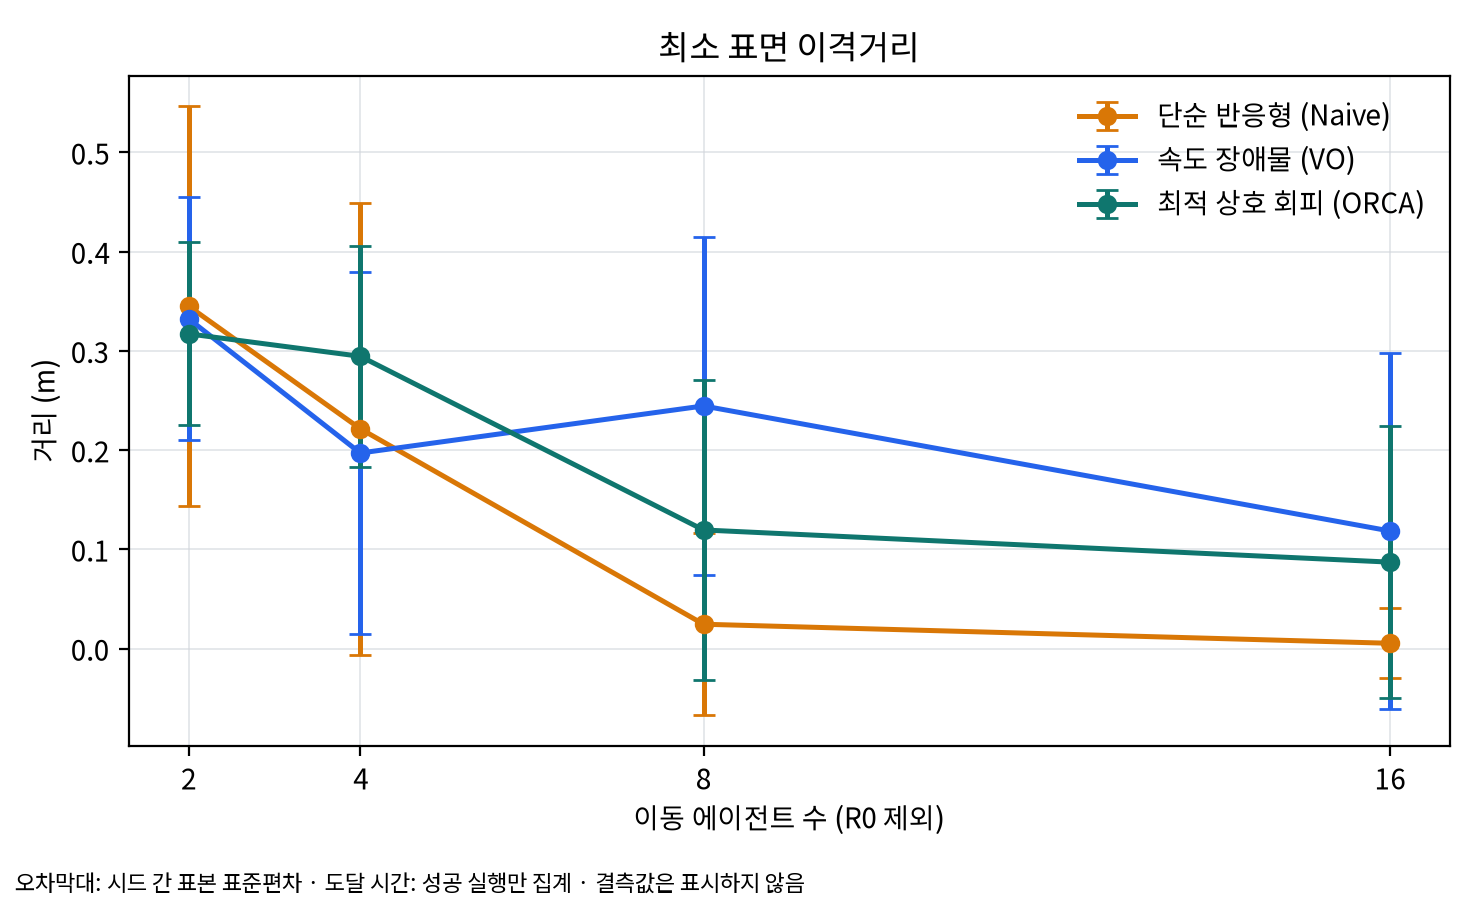 최소 표면 이격거리
단순 반응형 (Naive)
속도 장애물 (VO)
최적 상호 회피 (ORCA)
거리 (m)
0.5
0.4
0.3
0.2
0.1
0.0
2 4 8 16
이동 에이전트 수 (R0 제외)
오차막대: 시드 간 표본 표준편차 · 도달 시간: 성공 실행만 집계 · 결측값은 표시하지 않음